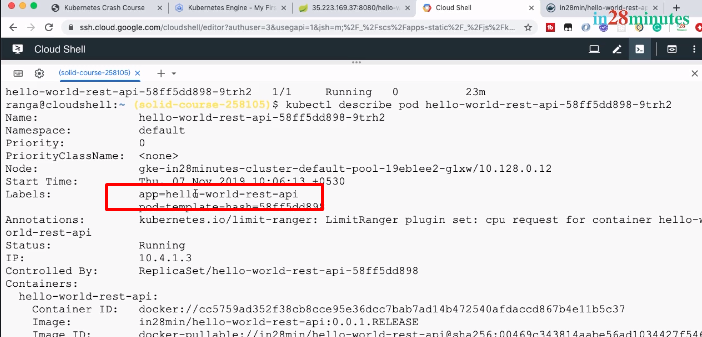 Kubernetes Crash Course
Kubernetes Engine - My Fir
35.223.169.37:8080/hello-w
Google Cloud Platform
in28min/hello-world-rest-ap
in28minutes
ssh.cloud.google.com/cloudshell/editor?authuser=3&usegapi=1&jsh=m;%2F_%2Fscs%2Fapps-static%2F_%2Fjs%2Fk...
Cloud Shell
(solid-course-258105)
hello-world-rest-api-58ff5dd898-9trh2 1/1 Running 0 23m
ranga@cloudshell:~ (solid-course-258105)$ kubectl describe pod hello-world-rest-api-58ff5dd898-9trh2
Name: hello-world-rest-api-58ff5dd898-9trh2
Namespace: default
Priority: 0
PriorityClassName: <none>
Node: gke-in28minutes-cluster-default-pool-19eb1ee2-g1xw/10.128.0.12
Start Time: Thu, 07 Nov 2019 10:06:13 +0530
Labels: app=hello-world-rest-api
pod-template-hash=58ff5dd898
Annotations: kubernetes.io/limit-ranger: LimitRanger plugin set: cpu request for container hello-w
orld-rest-api
Status: Running
IP: 10.4.1.3
Controlled By: ReplicaSet/hello-world-rest-api-58ff5dd898
Containers:
hello-world-rest-api:
Container ID: docker://cc5759ad352f38cb8cce95e36dcc7bab7ad14b472540afdaccd867b4e11b5c37
Image: in28min/hello-world-rest-api:0.0.1.RELEASE
Image ID: docker-pullable://in28min/hello-world-rest-api@sha256:00469c343814aabe56ad1034427f546